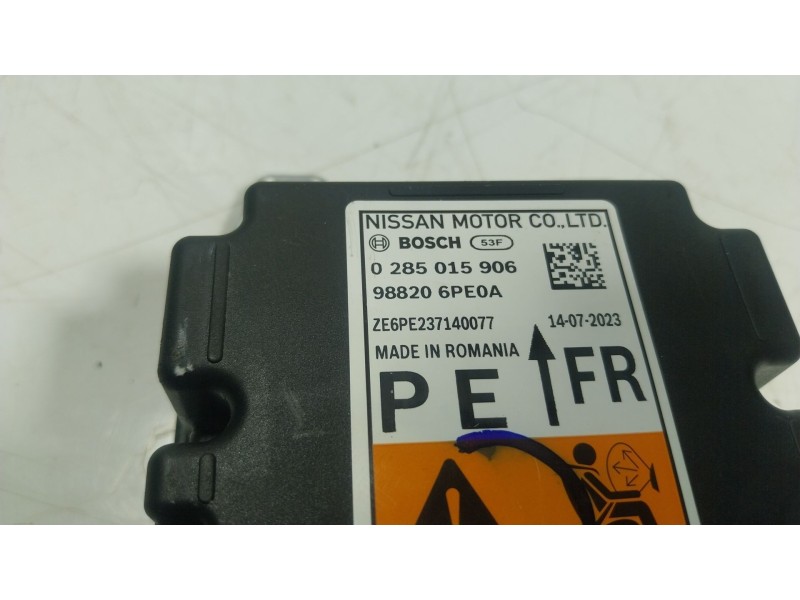 NISSAN MOTOR CO.,LTD.
BOSCH 53F
0 285 015 906
98820 6PE0A
ZE6PE237140077 14-07-2023
MADE IN ROMANIA
PE FR